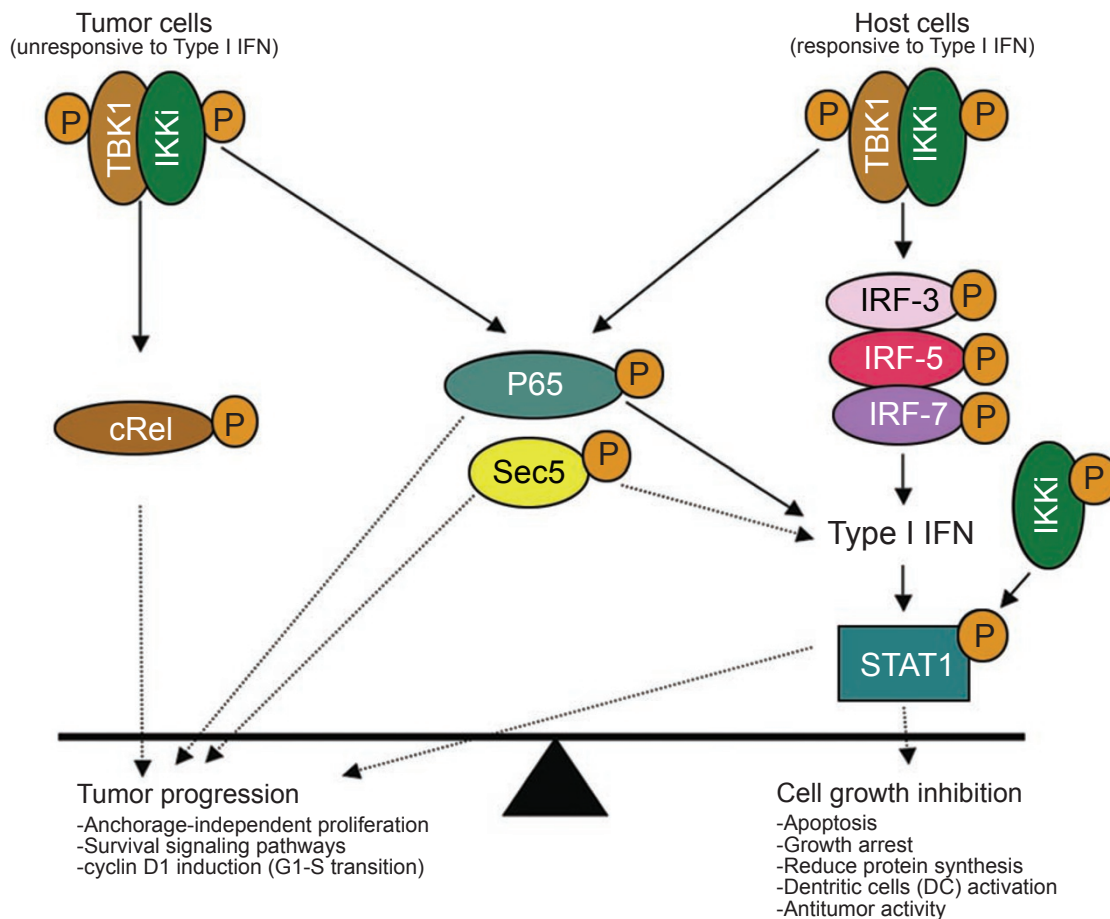 Tumor cells
(unresponsive to Type I IFN)
Host cells
(responsive to Type I IFN)
P
TBK1
IKKi
P
P
TBK1
IKKi
P
IRF-3
P
P65
P
IRF-5
P
cRel
P
IRF-7
P
Sec5
P
IKKi
P
Type I IFN
STAT1
P
Tumor progression
-Anchorage-independent proliferation
-Survival signaling pathways
-cyclin D1 induction (G1-S transition)
Cell growth inhibition
-Apoptosis
-Growth arrest
-Reduce protein synthesis
-Dentritic cells (DC) activation
-Antitumor activity